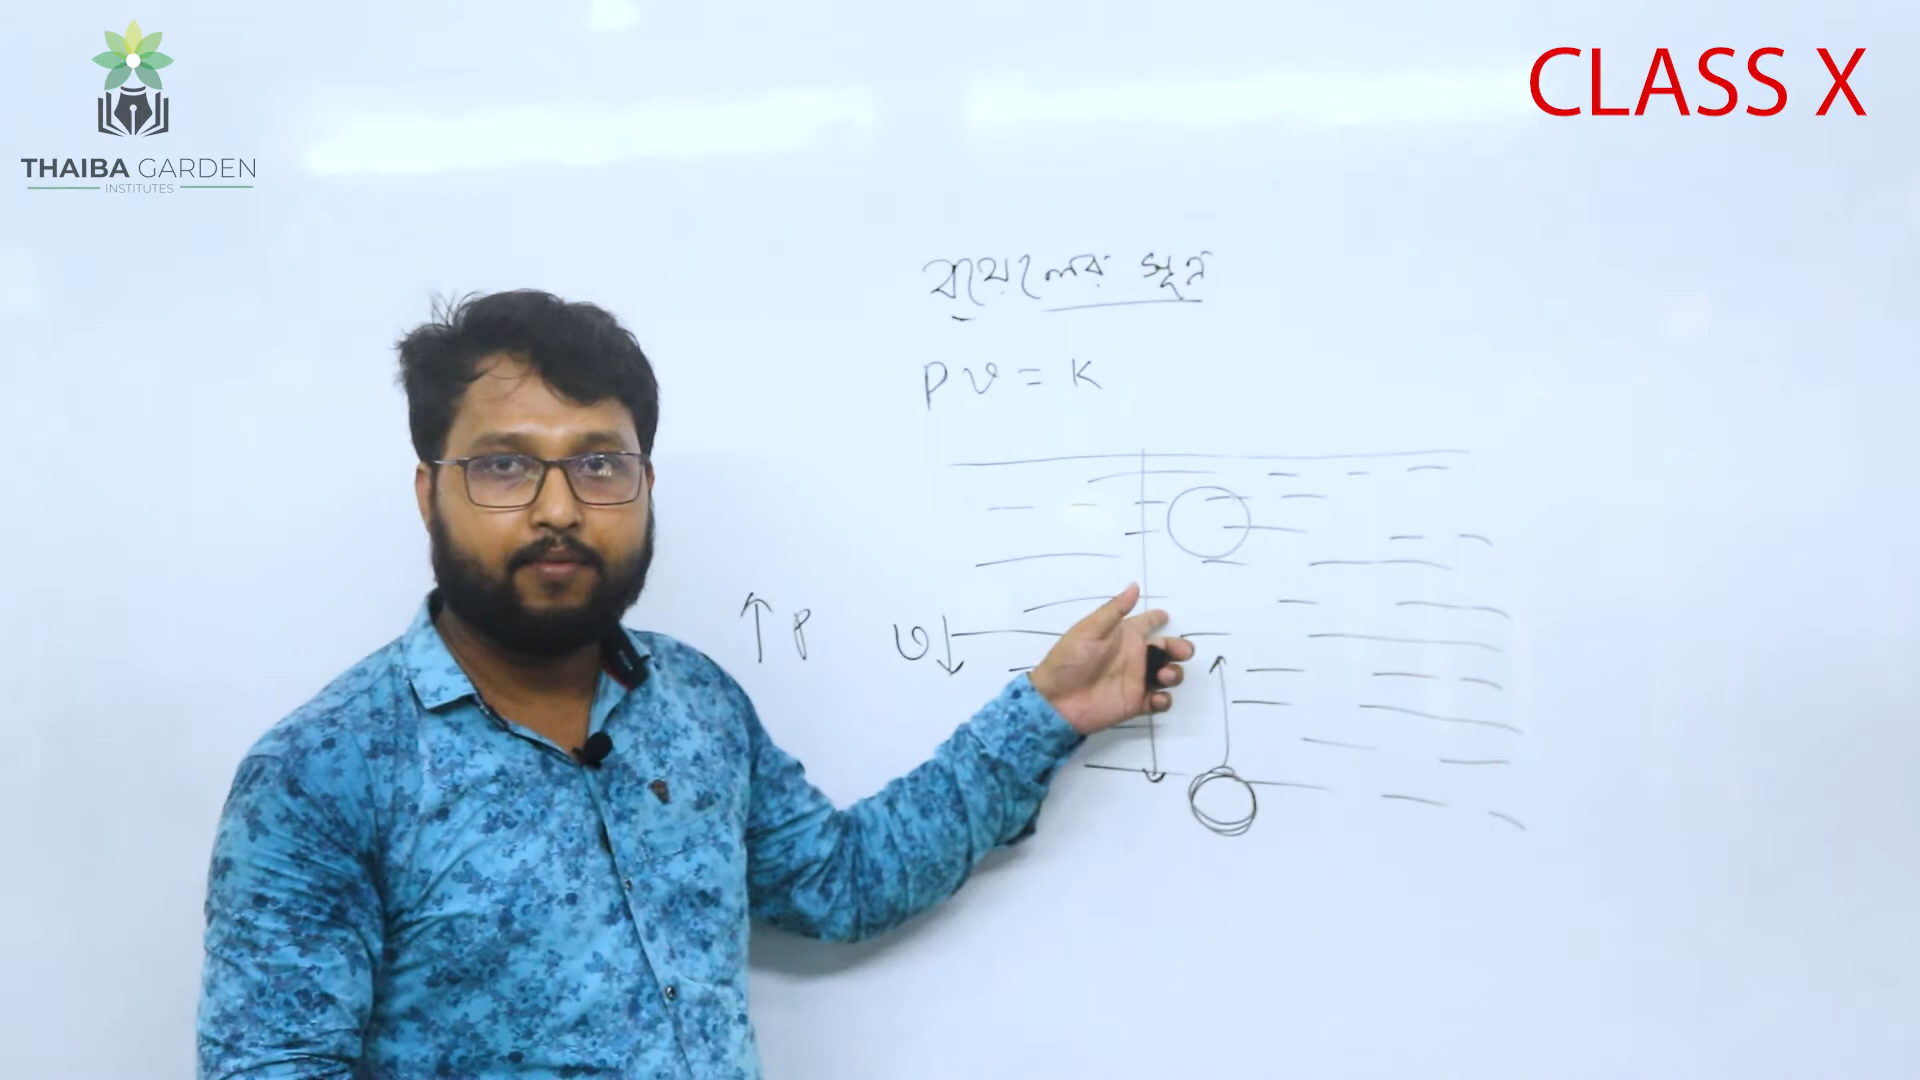 THAIBA GARDEN
INSTITUTES
CLASS X
বয়েলের সূত্র
PV = K
↑ P V ↓